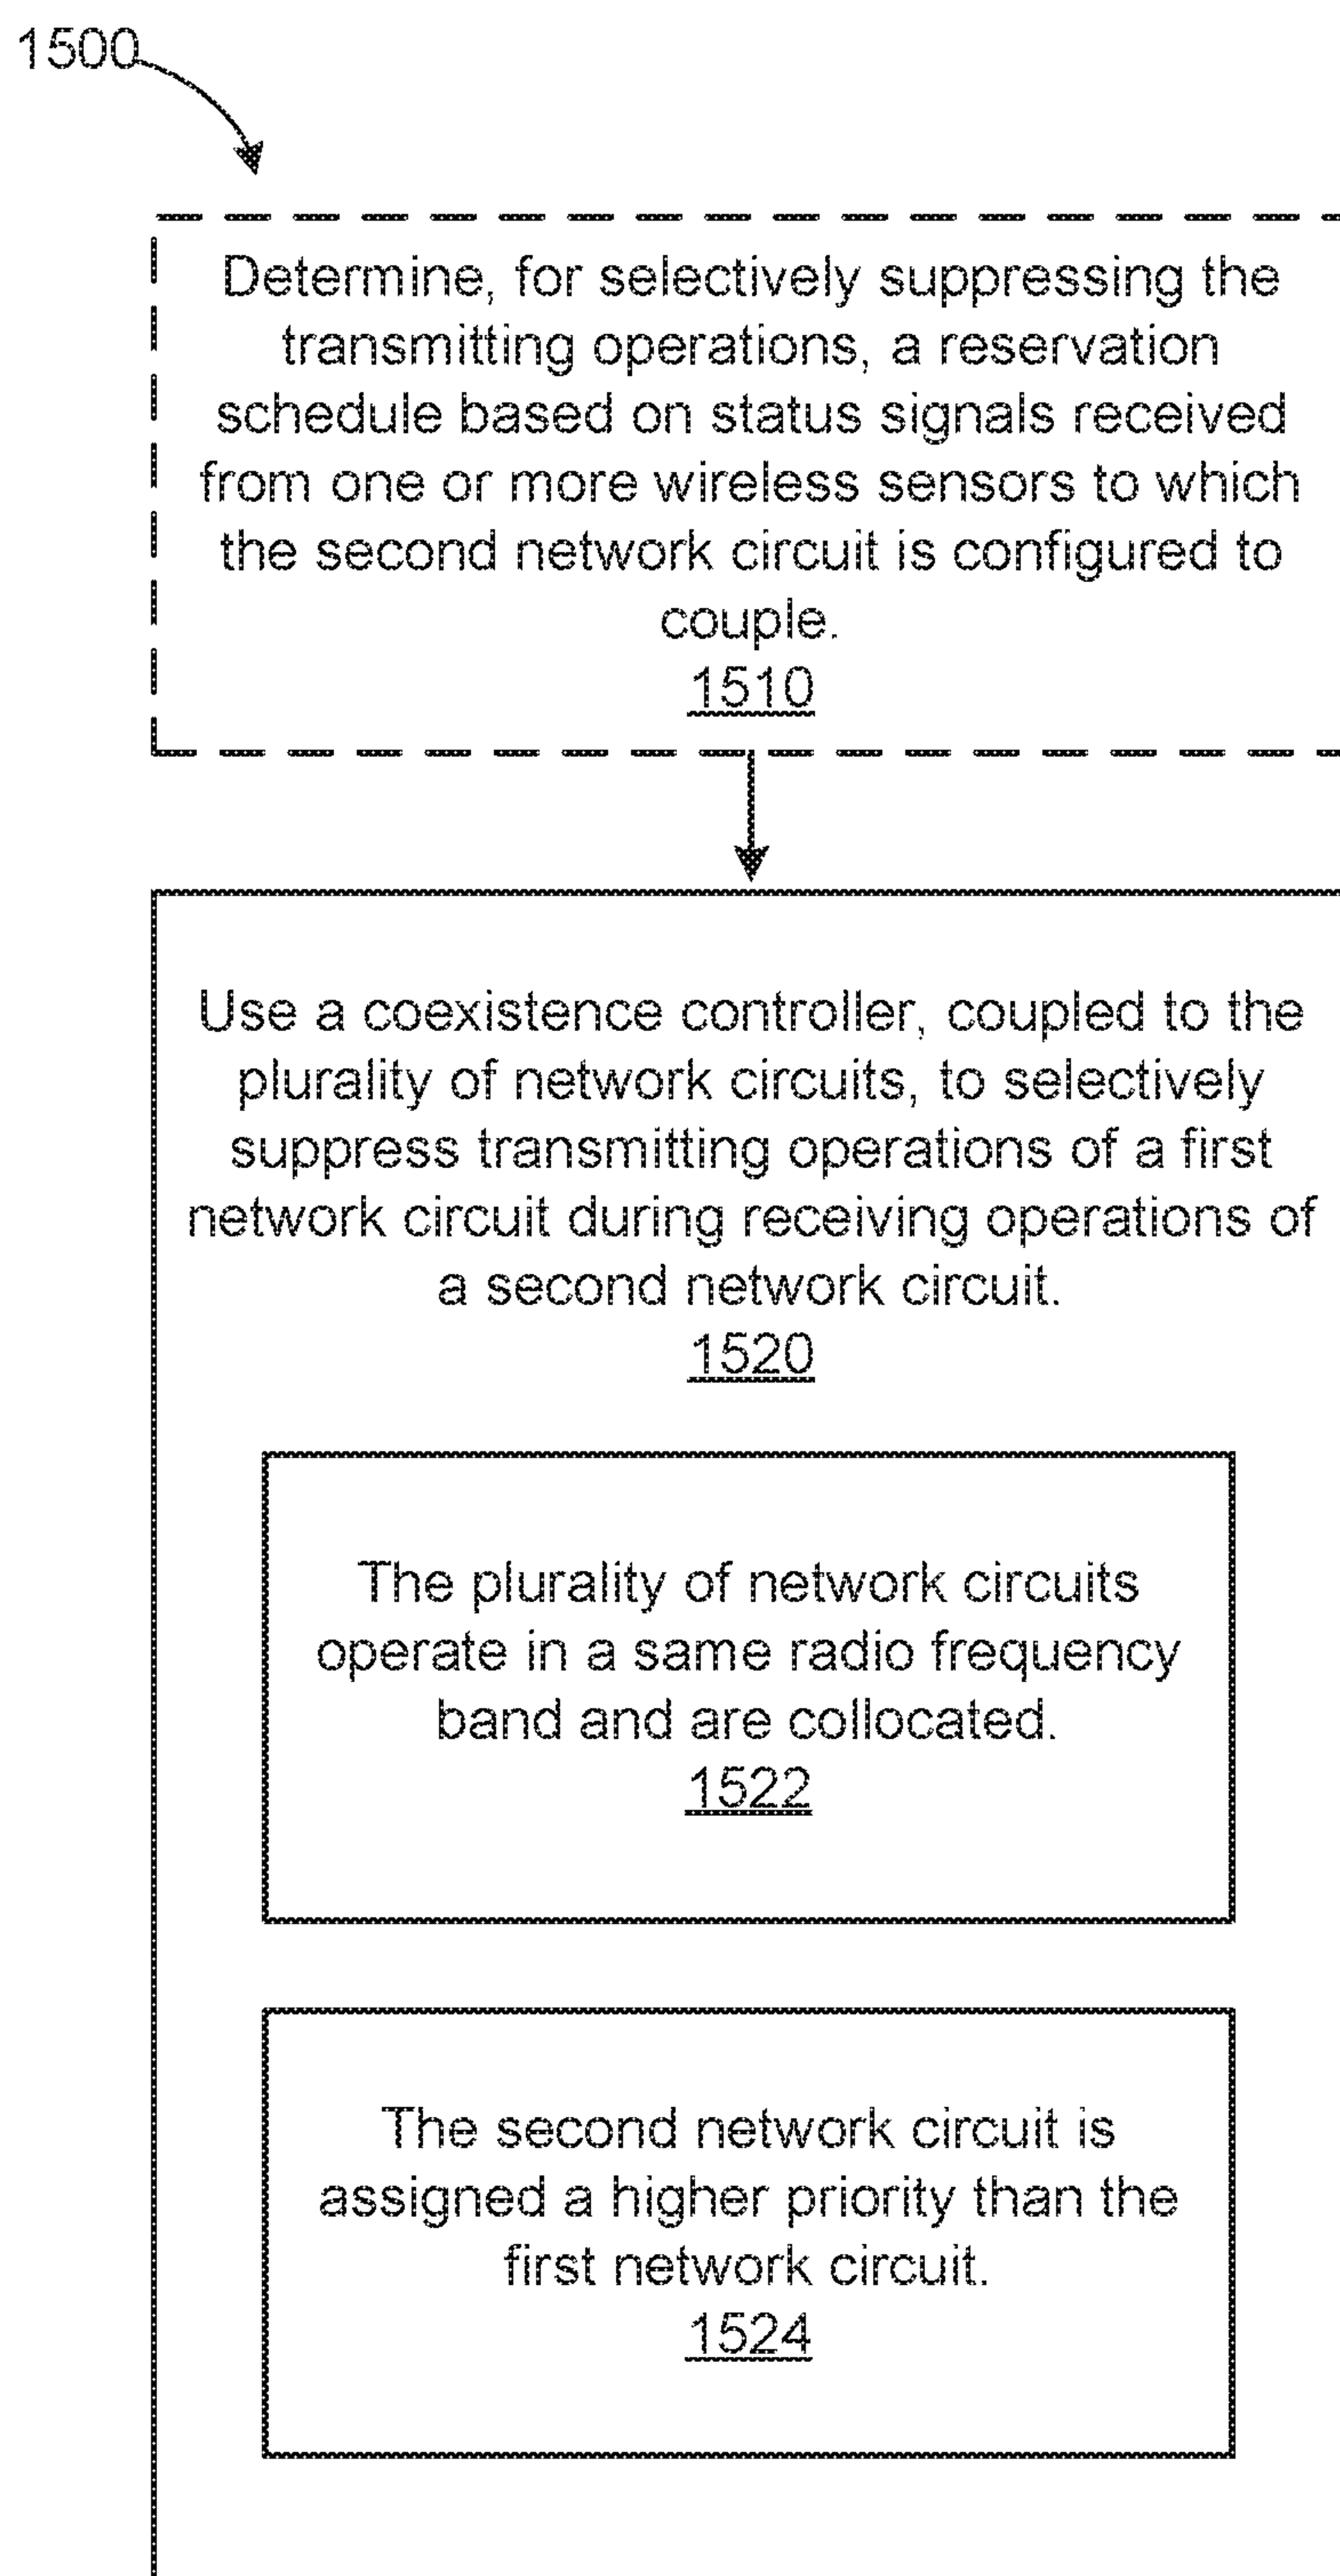 1500
Determine, for selectively suppressing the
transmitting operations, a reservation
schedule based on status signals received
from one or more wireless sensors to which
the second network circuit is configured to
couple.
1510
Use a coexistence controller, coupled to the
plurality of network circuits, to selectively
suppress transmitting operations of a first
network circuit during receiving operations of
a second network circuit.
1520
The plurality of network circuits
operate in a same radio frequency
band and are collocated.
1522
The second network circuit is
assigned a higher priority than the
first network circuit.
1524